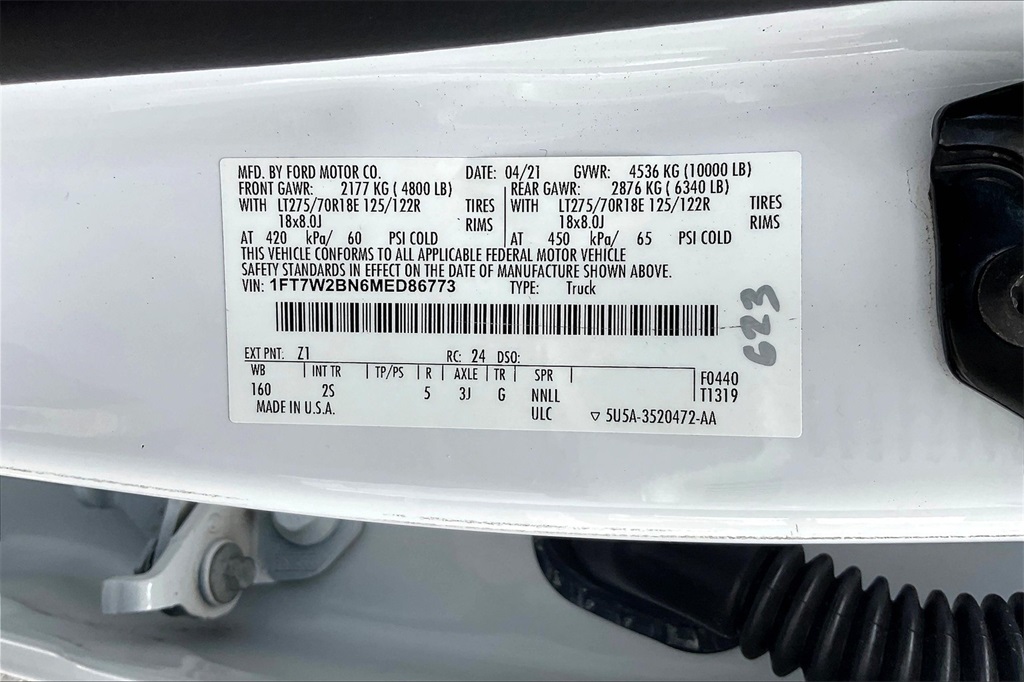 MFD. BY FORD MOTOR CO. DATE: 04/21 GVWR: 4536 KG (10000 LB)
FRONT GAWR: 2177 KG ( 4800 LB) REAR GAWR: 2876 KG ( 6340 LB)
WITH LT275/70R18E 125/122R TIRES WITH LT275/70R18E 125/122R TIRES
18x8.0J RIMS 18x8.0J RIMS
AT 420 kPa/ 60 PSI COLD AT 450 kPa/ 65 PSI COLD
THIS VEHICLE CONFORMS TO ALL APPLICABLE FEDERAL MOTOR VEHICLE
SAFETY STANDARDS IN EFFECT ON THE DATE OF MANUFACTURE SHOWN ABOVE.
VIN: 1FT7W2BN6MED86773 TYPE: Truck
623
EXT PNT: Z1 RC: 24 DSO:
WB INT TR TP/PS R AXLE TR SPR F0440
160 2S 5 3J G NNLL T1319
MADE IN U.S.A. ULC ▽ 5U5A-3520472-AA